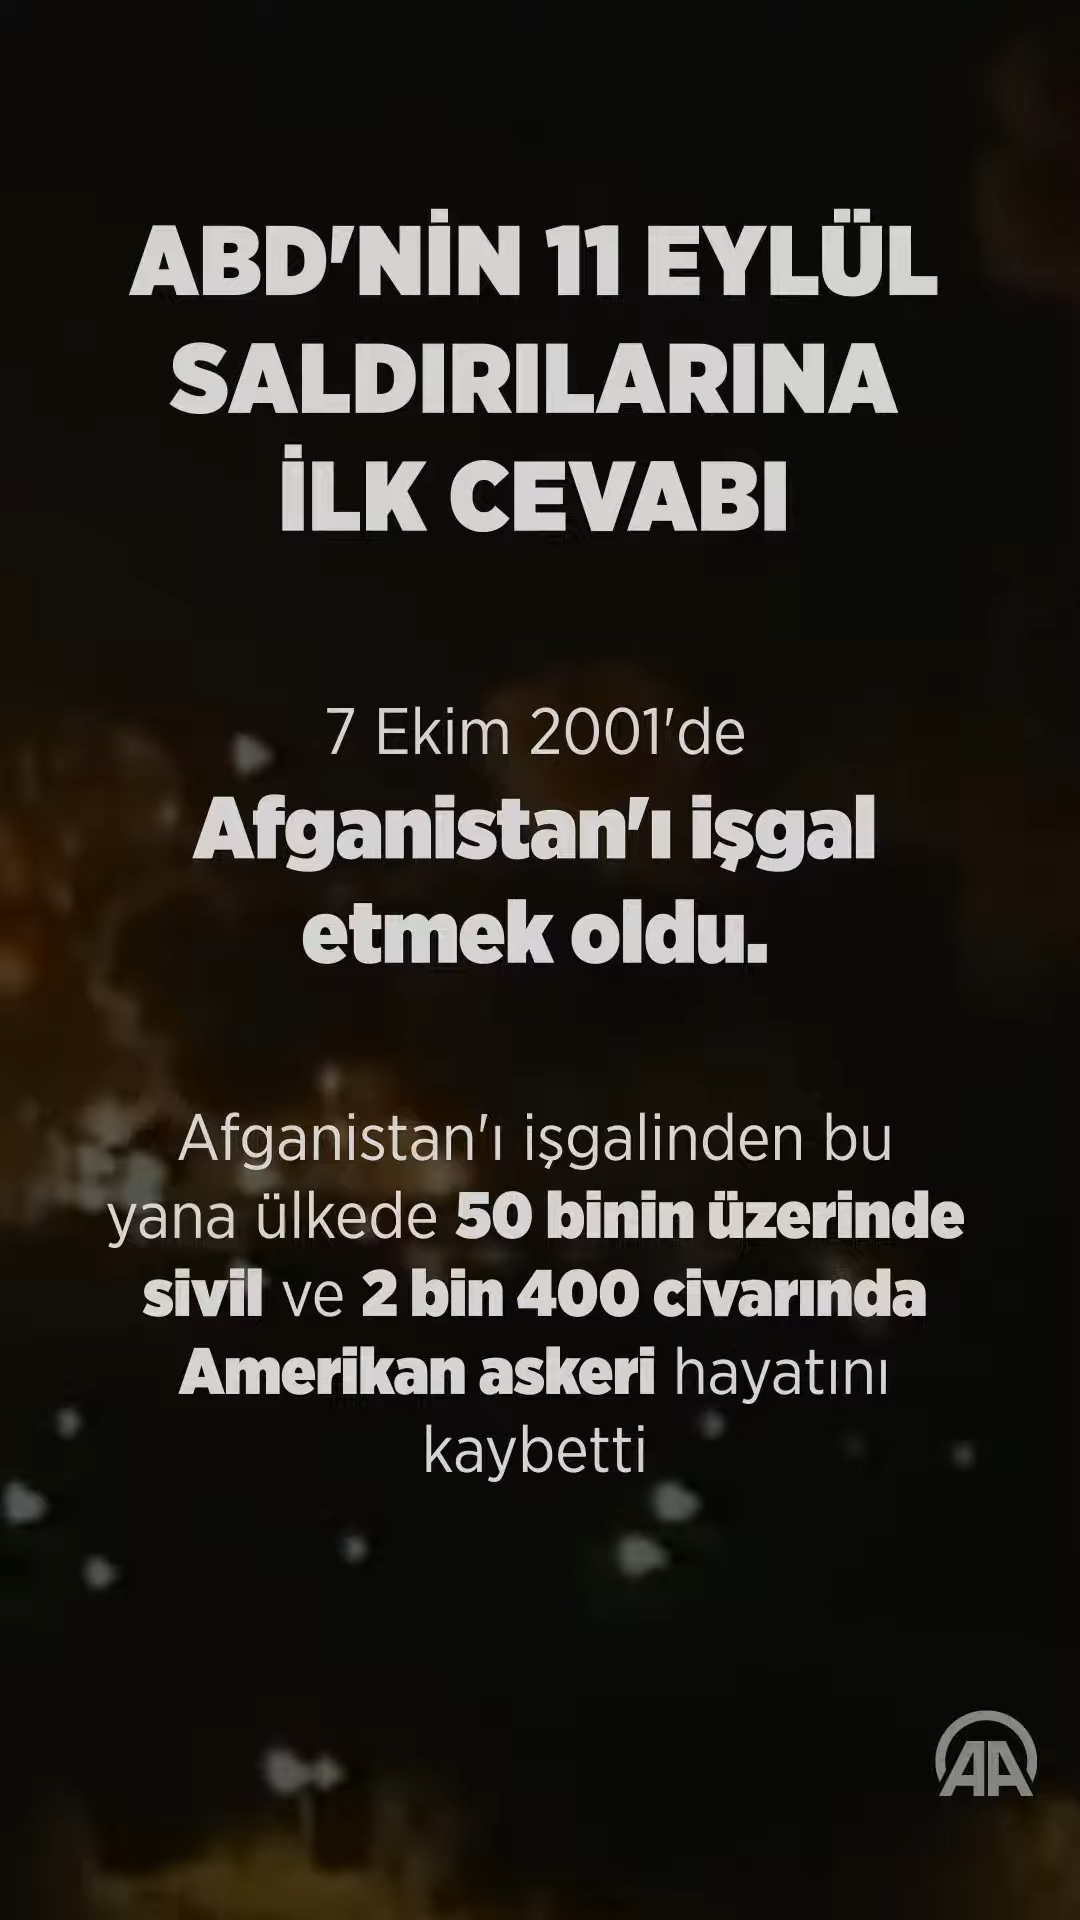 ABD'NİN 11 EYLÜL
SALDIRILARINA
İLK CEVABI
7 Ekim 2001'de
Afganistan'ı işgal
etmek oldu.
Afganistan'ı işgalinden bu
yana ülkede 50 binin üzerinde
sivil ve 2 bin 400 civarında
Amerikan askeri hayatını
kaybetti
AA